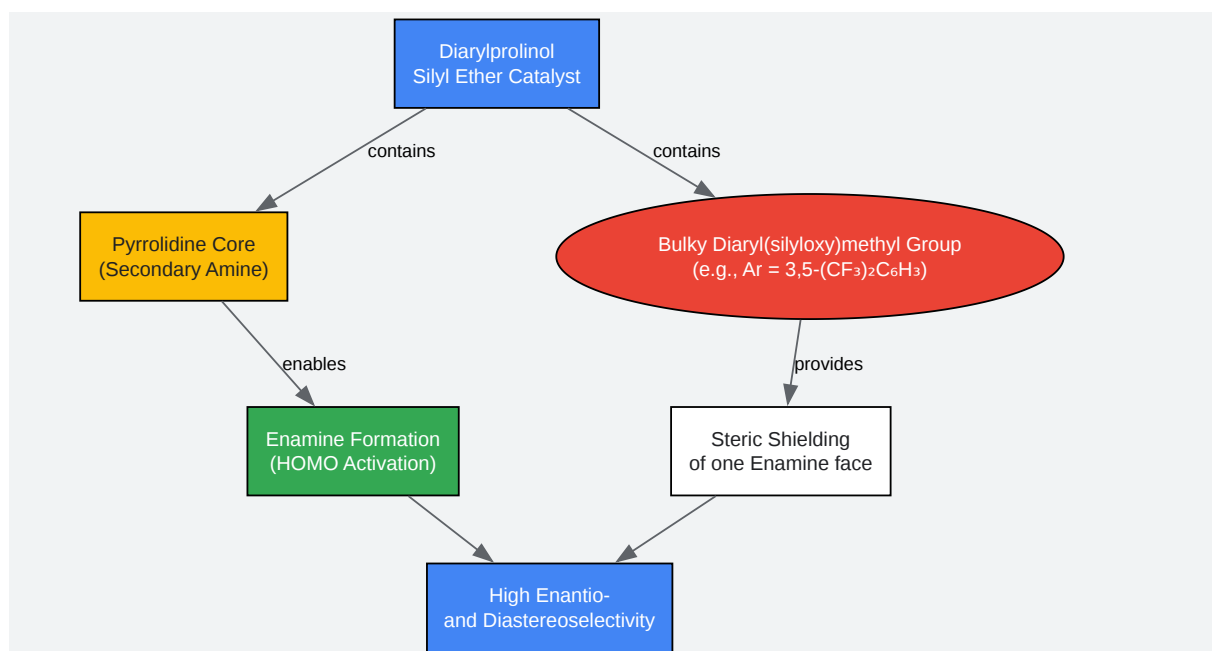 Diarylprolinol
Silyl Ether Catalyst
contains
contains
Pyrrolidine Core
(Secondary Amine)
Bulky Diaryl(silyloxy)methyl Group
(e.g., Ar = 3,5-(CF₃)₂C₆H₃)
enables
provides
Enamine Formation
(HOMO Activation)
Steric Shielding
of one Enamine face
High Enantio-
and Diastereoselectivity